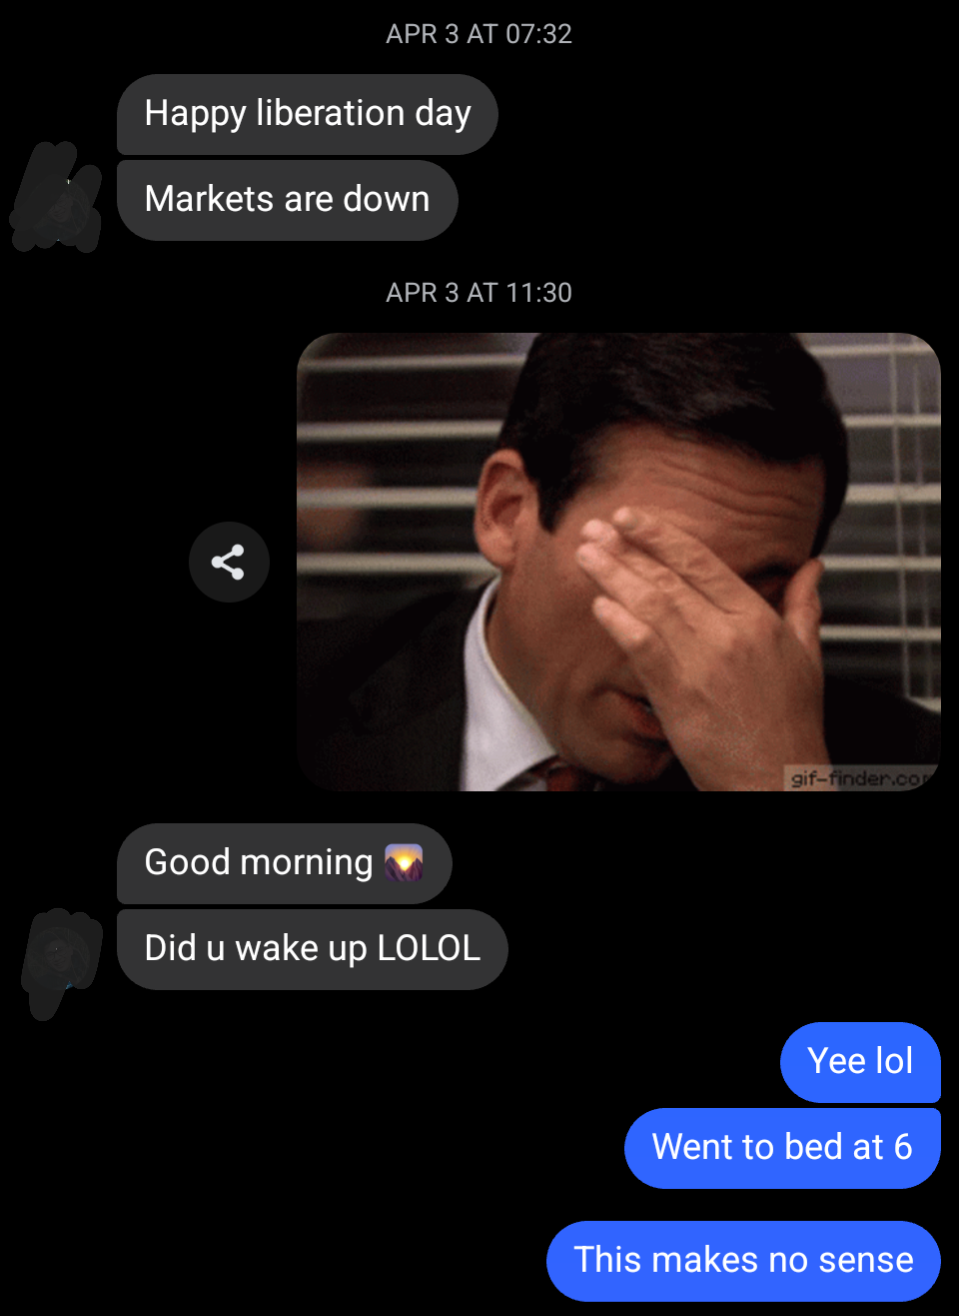 APR 3 AT 07:32
Happy liberation day
Markets are down
APR 3 AT 11:30
gif-finder.co
Good morning 🌄
Did u wake up LOLOL
Yee lol
Went to bed at 6
This makes no sense